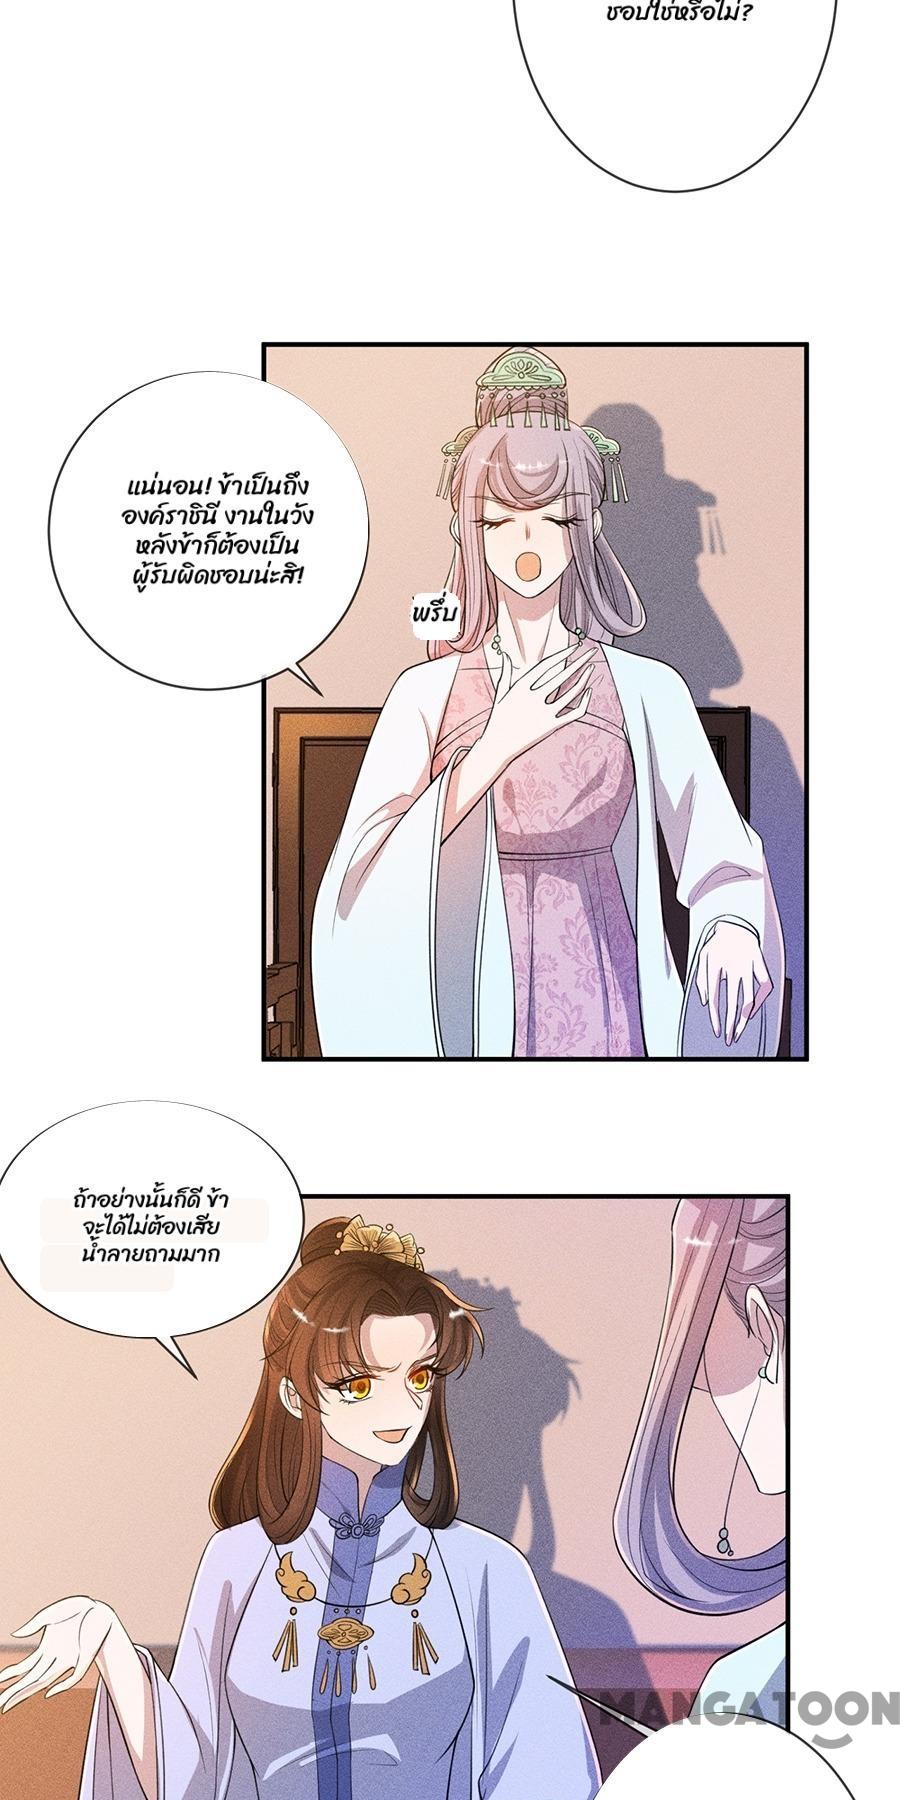 ชอบใช่หรือไม่?
แน่นอน! ข้าเป็นถึง
องค์ราชินี งานในวัง
หลังข้าก็ต้องเป็น
ผู้รับผิดชอบน่ะสิ!
พรึ่บ
ถ้าอย่างนั้นก็ดี ข้า
จะได้ไม่ต้องเสีย
น้ำลายถามมาก
MANGATOON